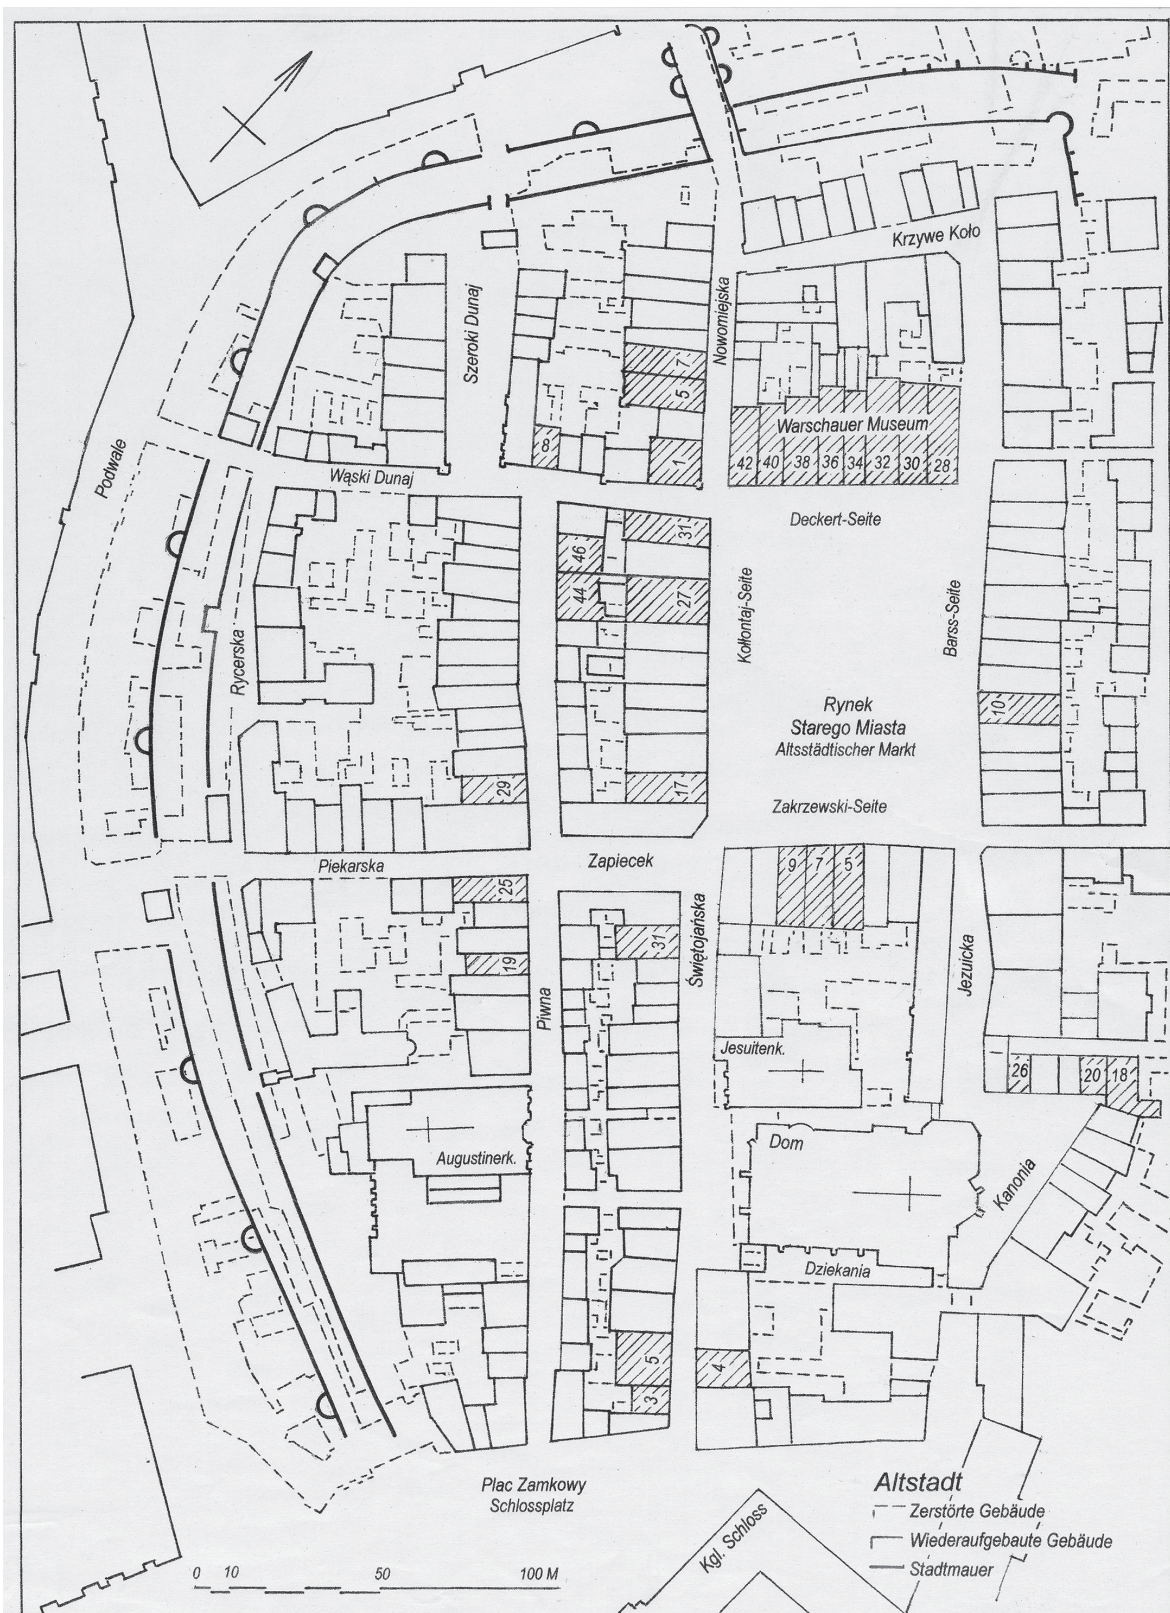 Krzywe Koło
Szeroki Dunaj
Nowomiejska
7
5
8
1
Warschauer Museum
42 40 38 36 34 32 30 28
Podwale
Wąski Dunaj
Deckert-Seite
31
46
44
27
Kołłontaj-Seite
Barss-Seite
Rycerska
10
Rynek
Starego Miasta
Altsstädtischer Markt
29
17
Zakrzewski-Seite
Piekarska
Zapiecek
9 7 5
25
Świętojańska
31
19
Jezuicka
Piwna
Jesuitenk.
26 20 18
Dom
Augustinerk.
Kanonia
Dziekania
5
4
3
Plac Zamkowy
Schlossplatz
Kgl. Schloss
Altstadt
Zerstörte Gebäude
Wiederaufgebaute Gebäude
Stadtmauer
0 10 50 100 M